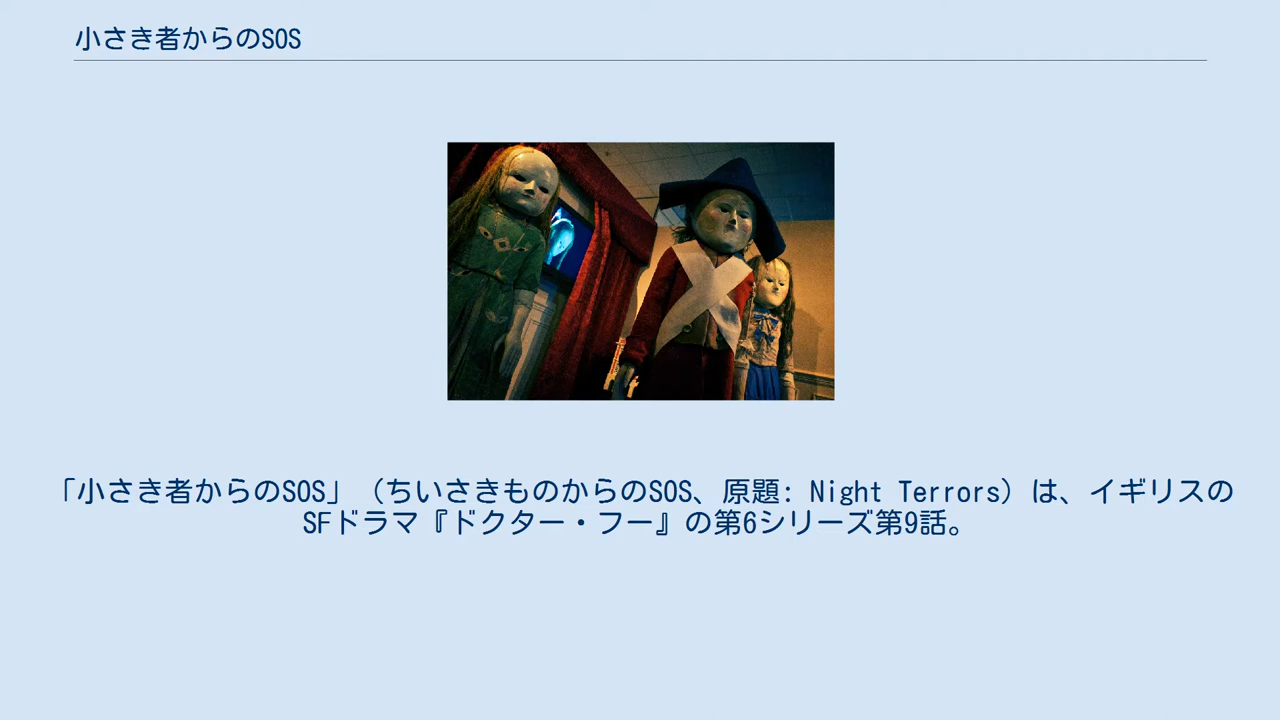 小さき者からのSOS
「小さき者からのSOS」（ちいさきものからのSOS、原題: Night Terrors）は、イギリスの
SFドラマ『ドクター・フー』の第6シリーズ第9話。